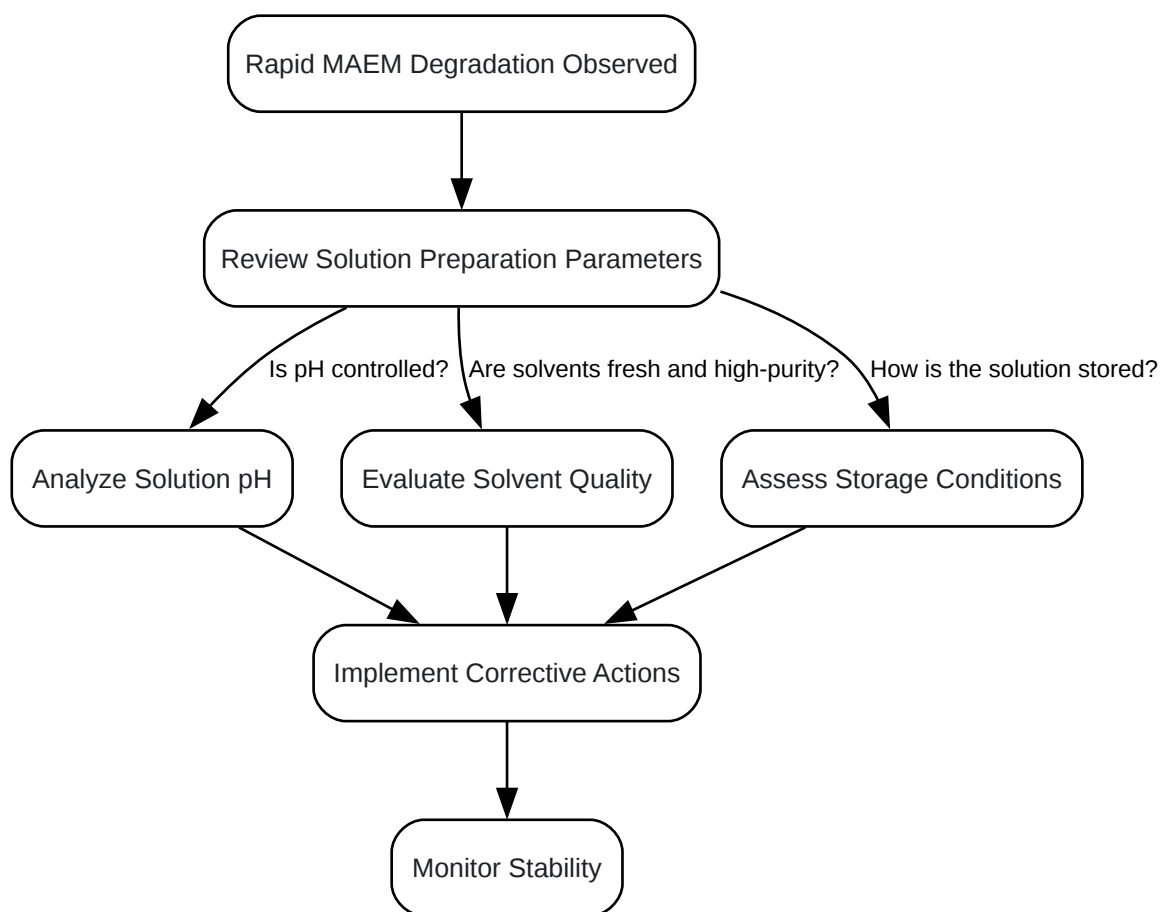 Rapid MAEM Degradation Observed
Review Solution Preparation Parameters
Is pH controlled?
Are solvents fresh and high-purity?
How is the solution stored?
Analyze Solution pH
Evaluate Solvent Quality
Assess Storage Conditions
Implement Corrective Actions
Monitor Stability